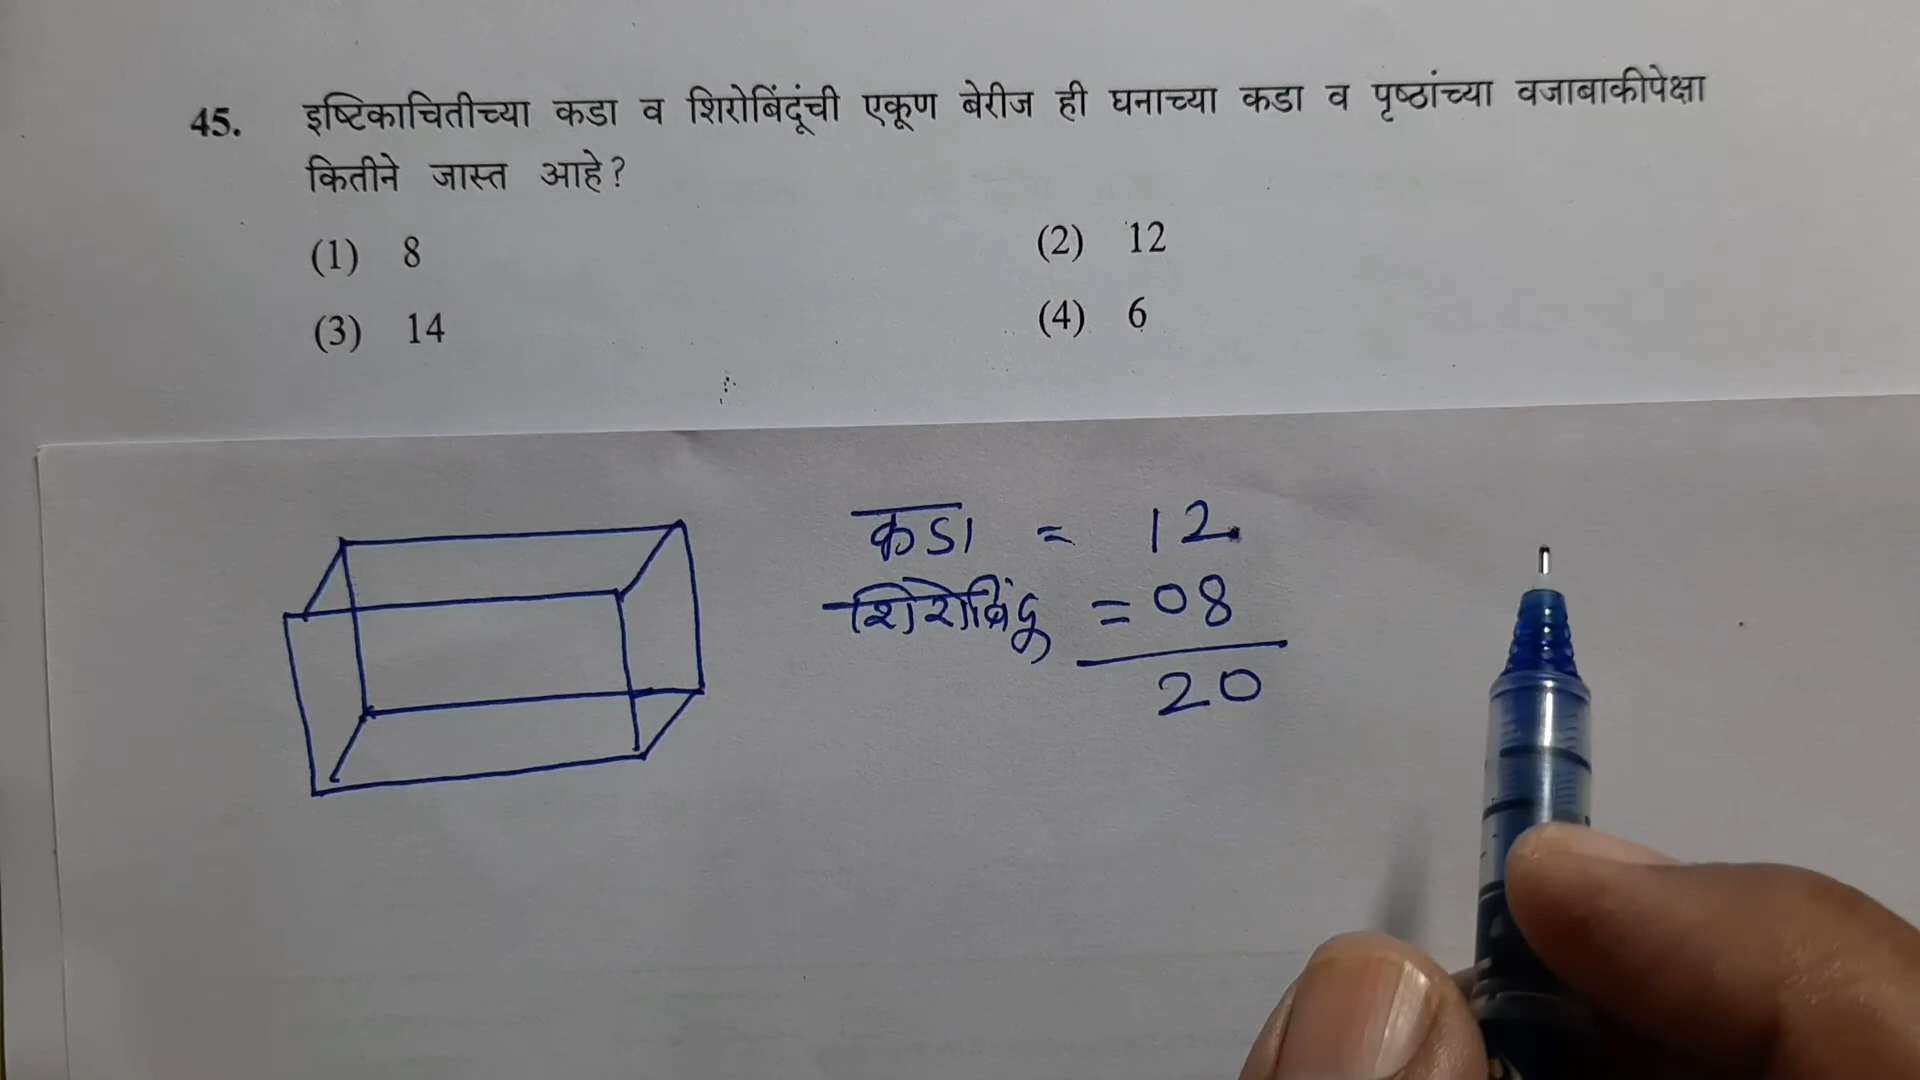 45. इष्टिकाचितीच्या कडा व शिरोबिंदूंची एकूण बेरीज ही घनाच्या कडा व पृष्ठांच्या वजाबाकीपेक्षा
कितीने जास्त आहे?
(1) 8 (2) 12
(3) 14 (4) 6
कडा = 12
शिरोबिंदू = 08
20